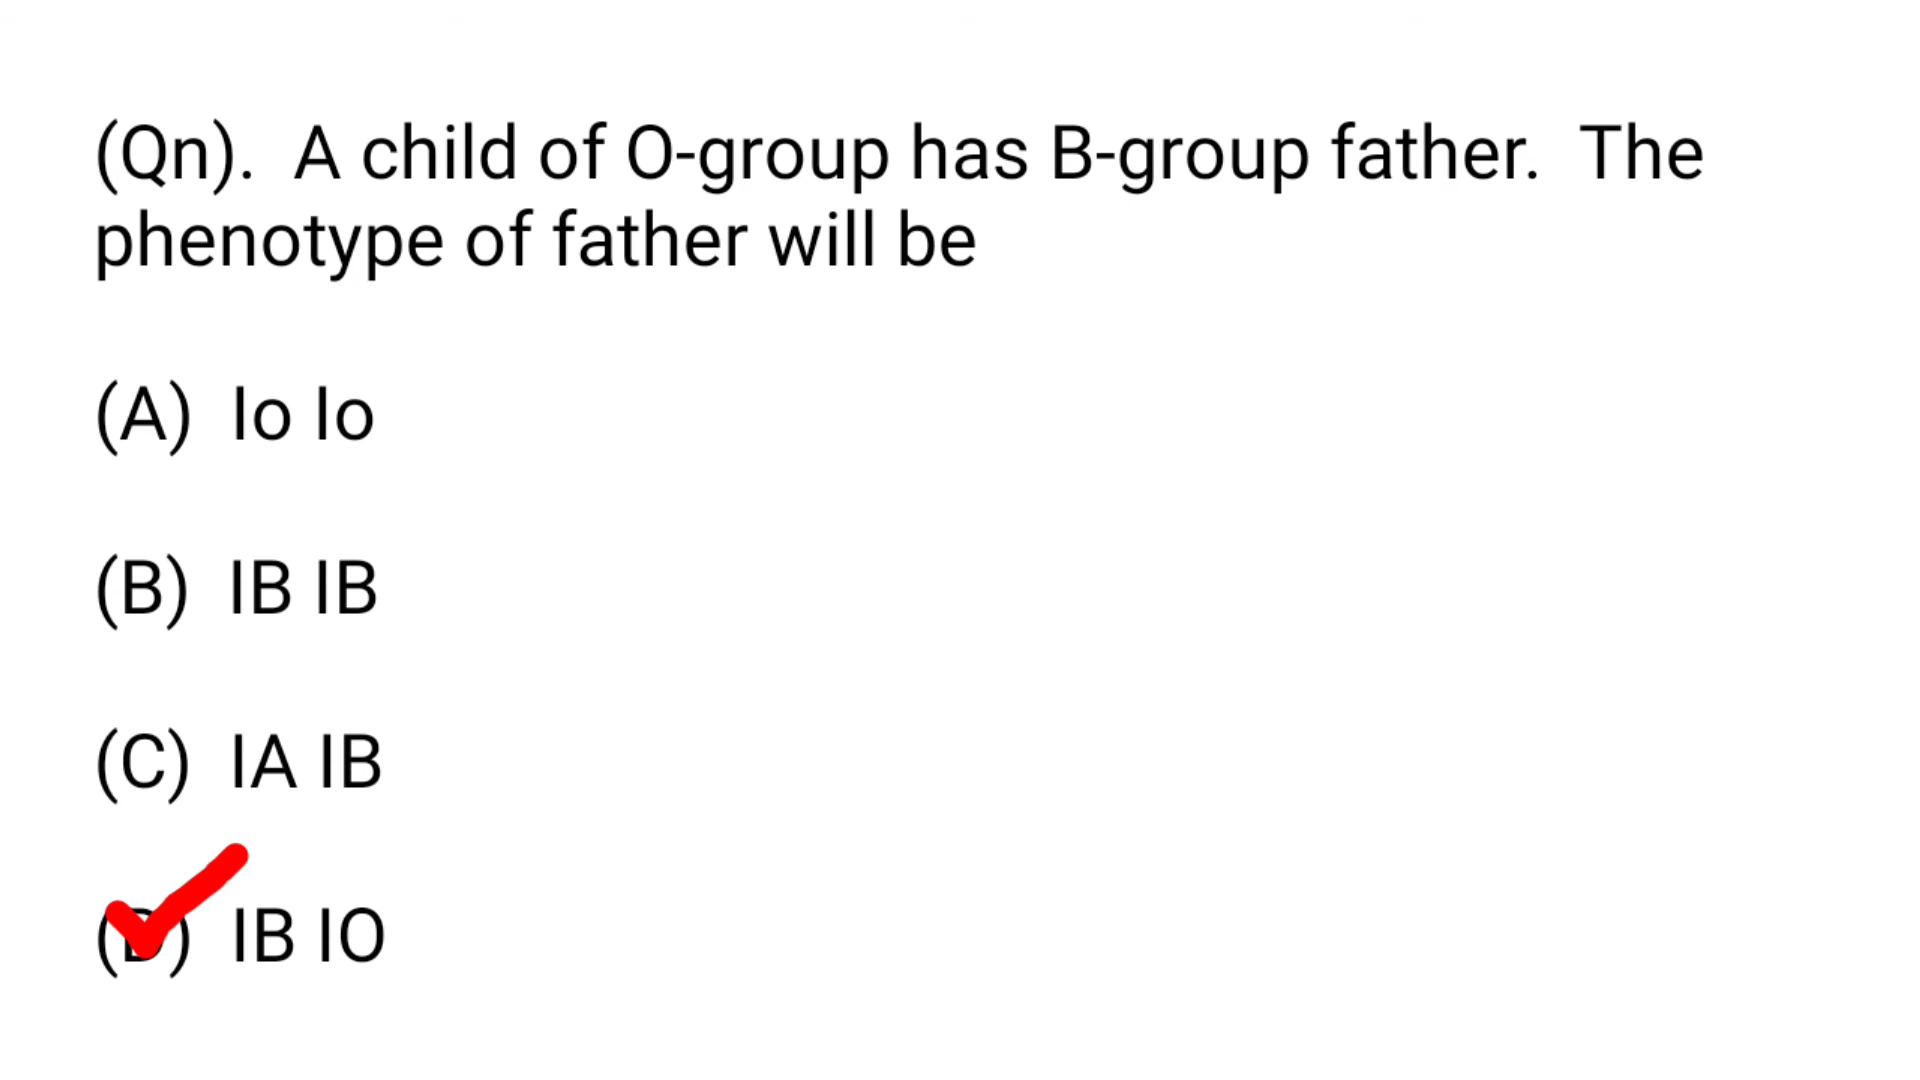 (Qn). A child of O-group has B-group father. The
phenotype of father will be
(A) Io Io
(B) IB IB
(C) IA IB
(D) IB IO